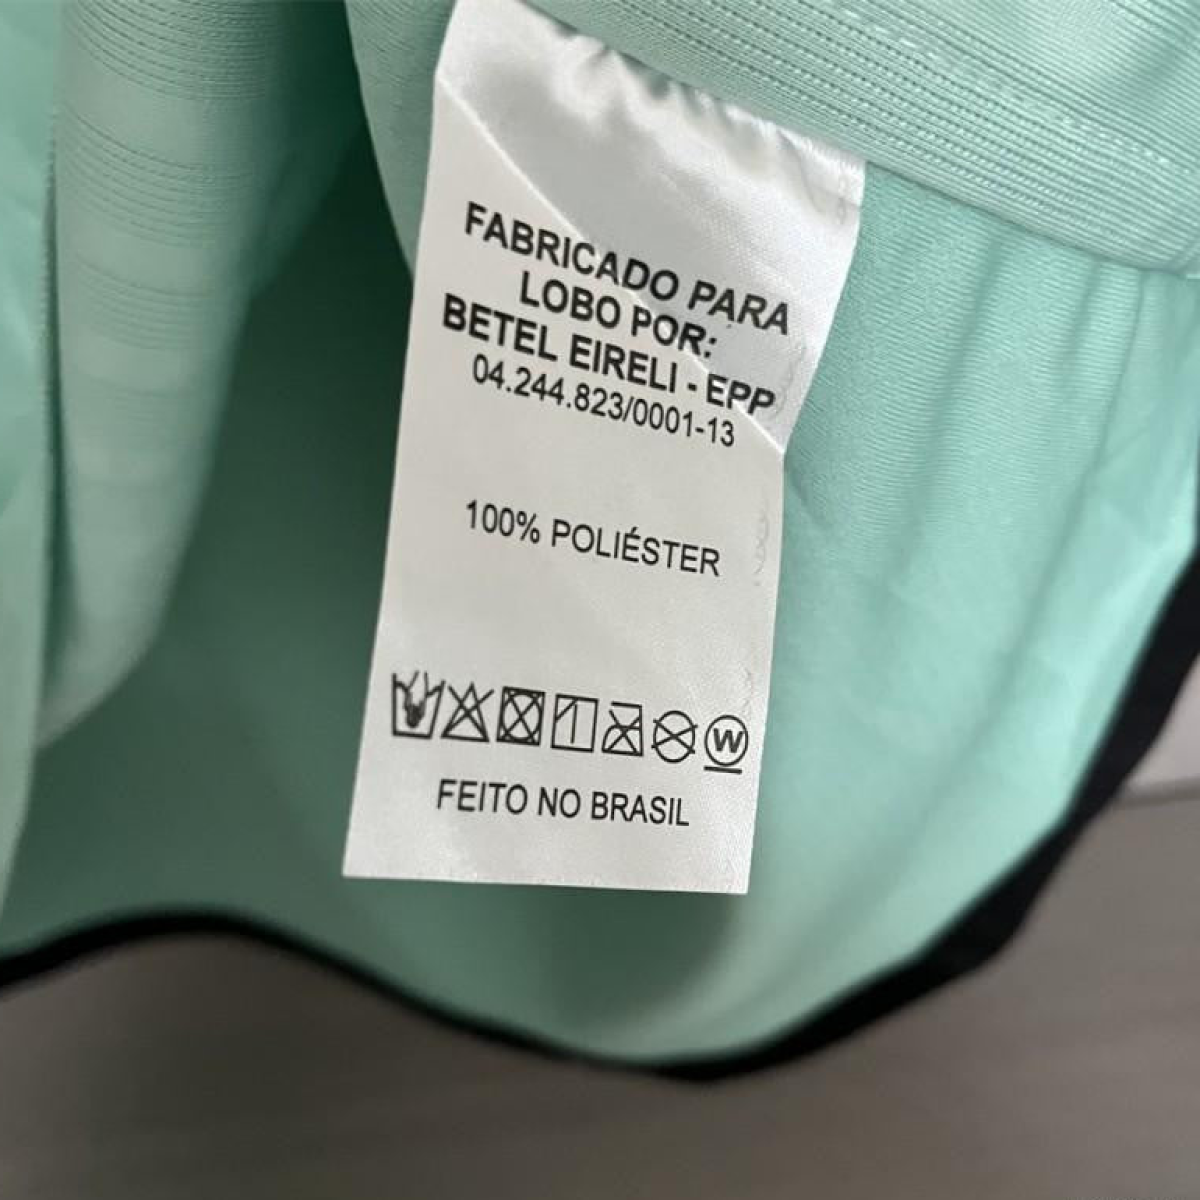 FABRICADO PARA
LOBO POR:
BETEL EIRELI - EPP
04.244.823/0001-13
100% POLIÉSTER
W
FEITO NO BRASIL